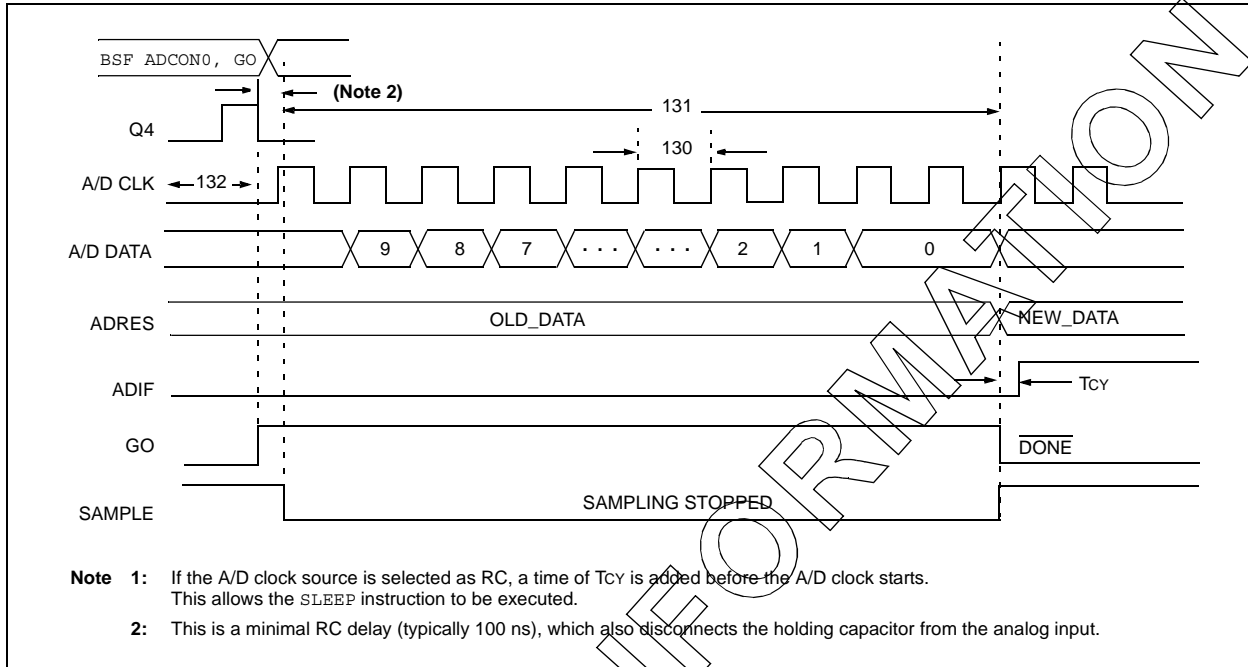 BSF ADCON0, GO
(Note 2)
131
Q4
130
A/D CLK
132
A/D DATA
9 8 7 . . . . . . 2 1 0
ADRES
OLD_DATA
NEW_DATA
ADIF
TCY
GO
DONE
SAMPLE
SAMPLING STOPPED
Note 1: If the A/D clock source is selected as RC, a time of TCY is added before the A/D clock starts.
This allows the SLEEP instruction to be executed.
2: This is a minimal RC delay (typically 100 ns), which also disconnects the holding capacitor from the analog input.
FORMATION